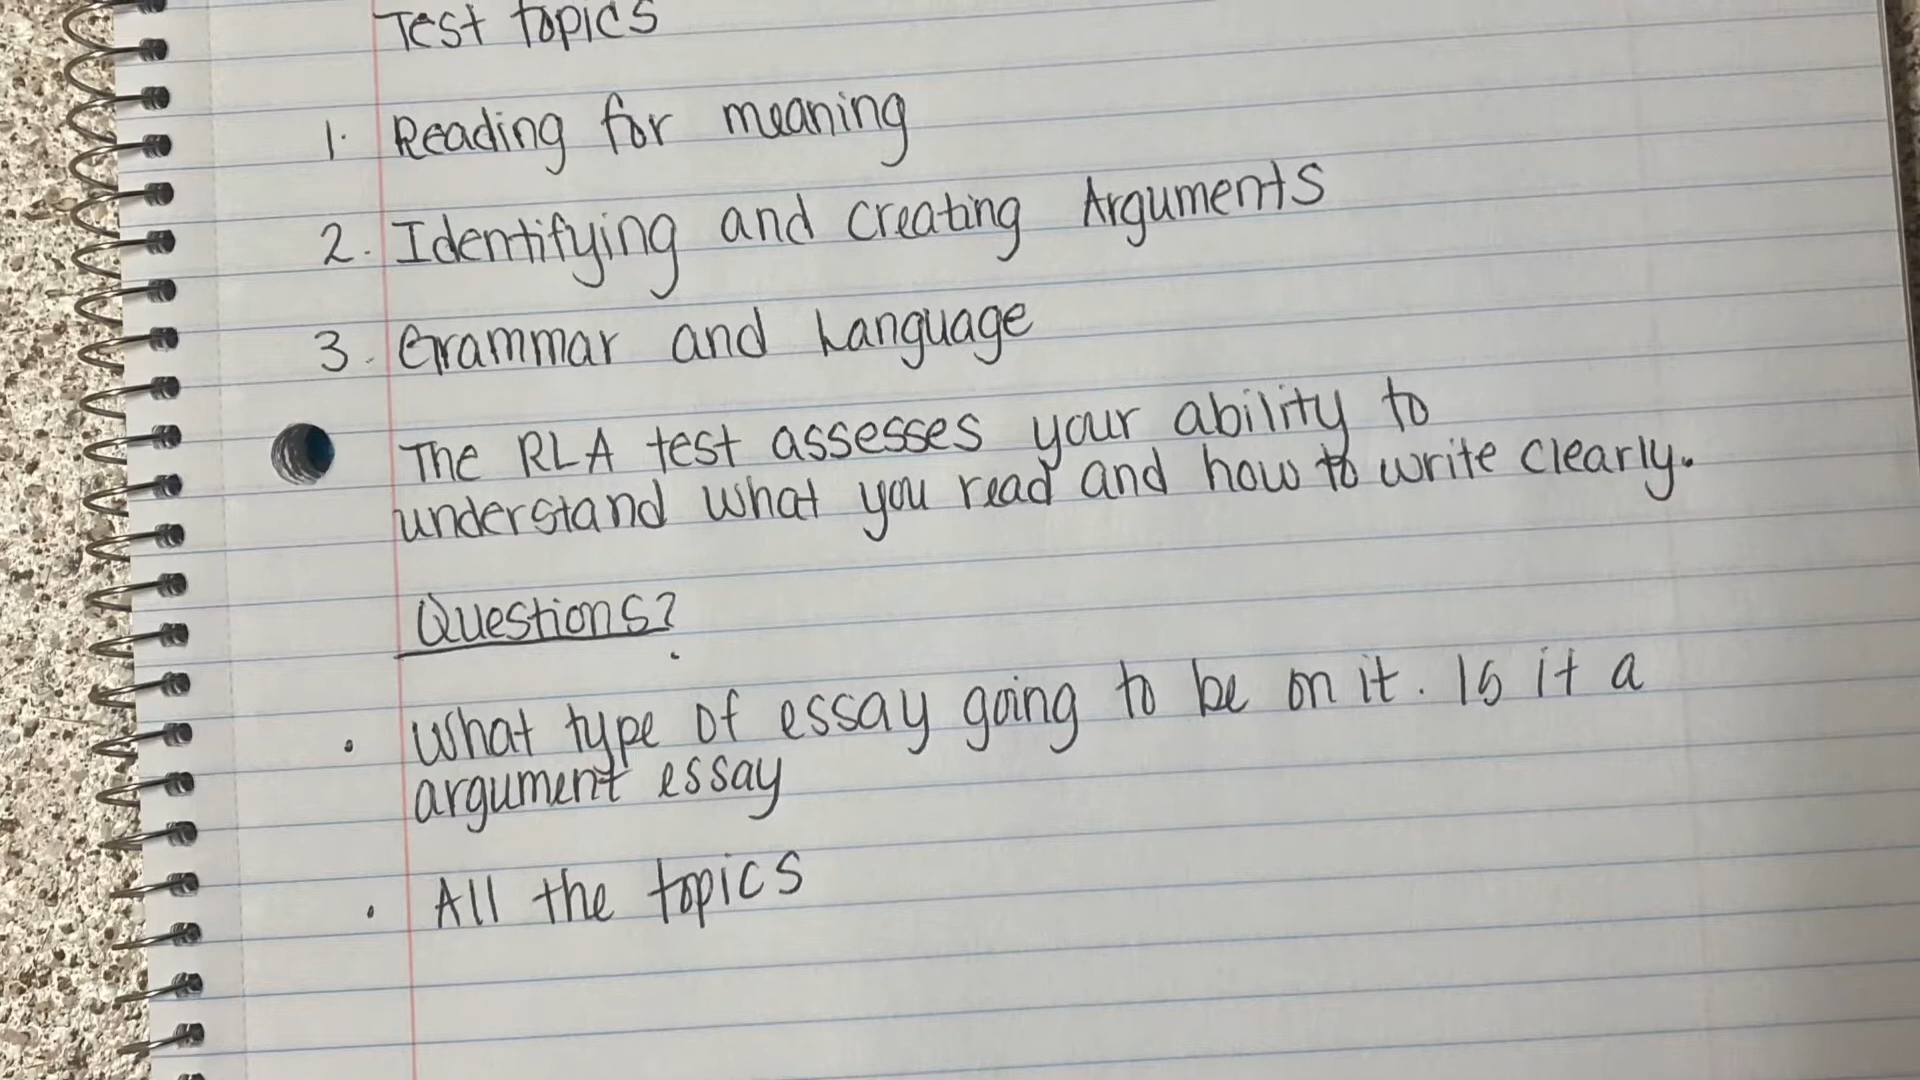 Test topics
1. Reading for meaning
2. Identifying and creating Arguments
3. Grammar and Language
The RLA test assesses your ability to
understand what you read and how to write clearly.
Questions?
• What type of essay going to be on it. Is it a
argument essay
• All the topics